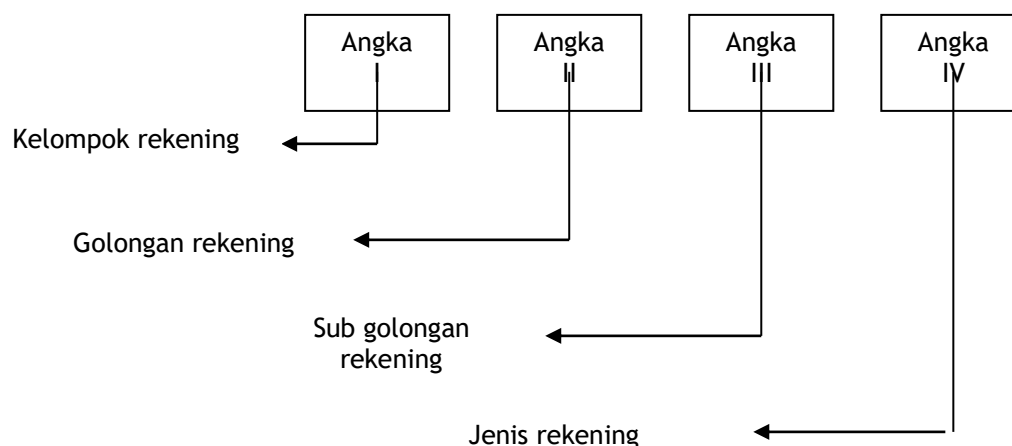 Angka
I
Angka
II
Angka
III
Angka
IV
Kelompok rekening
Golongan rekening
Sub golongan
rekening
Jenis rekening